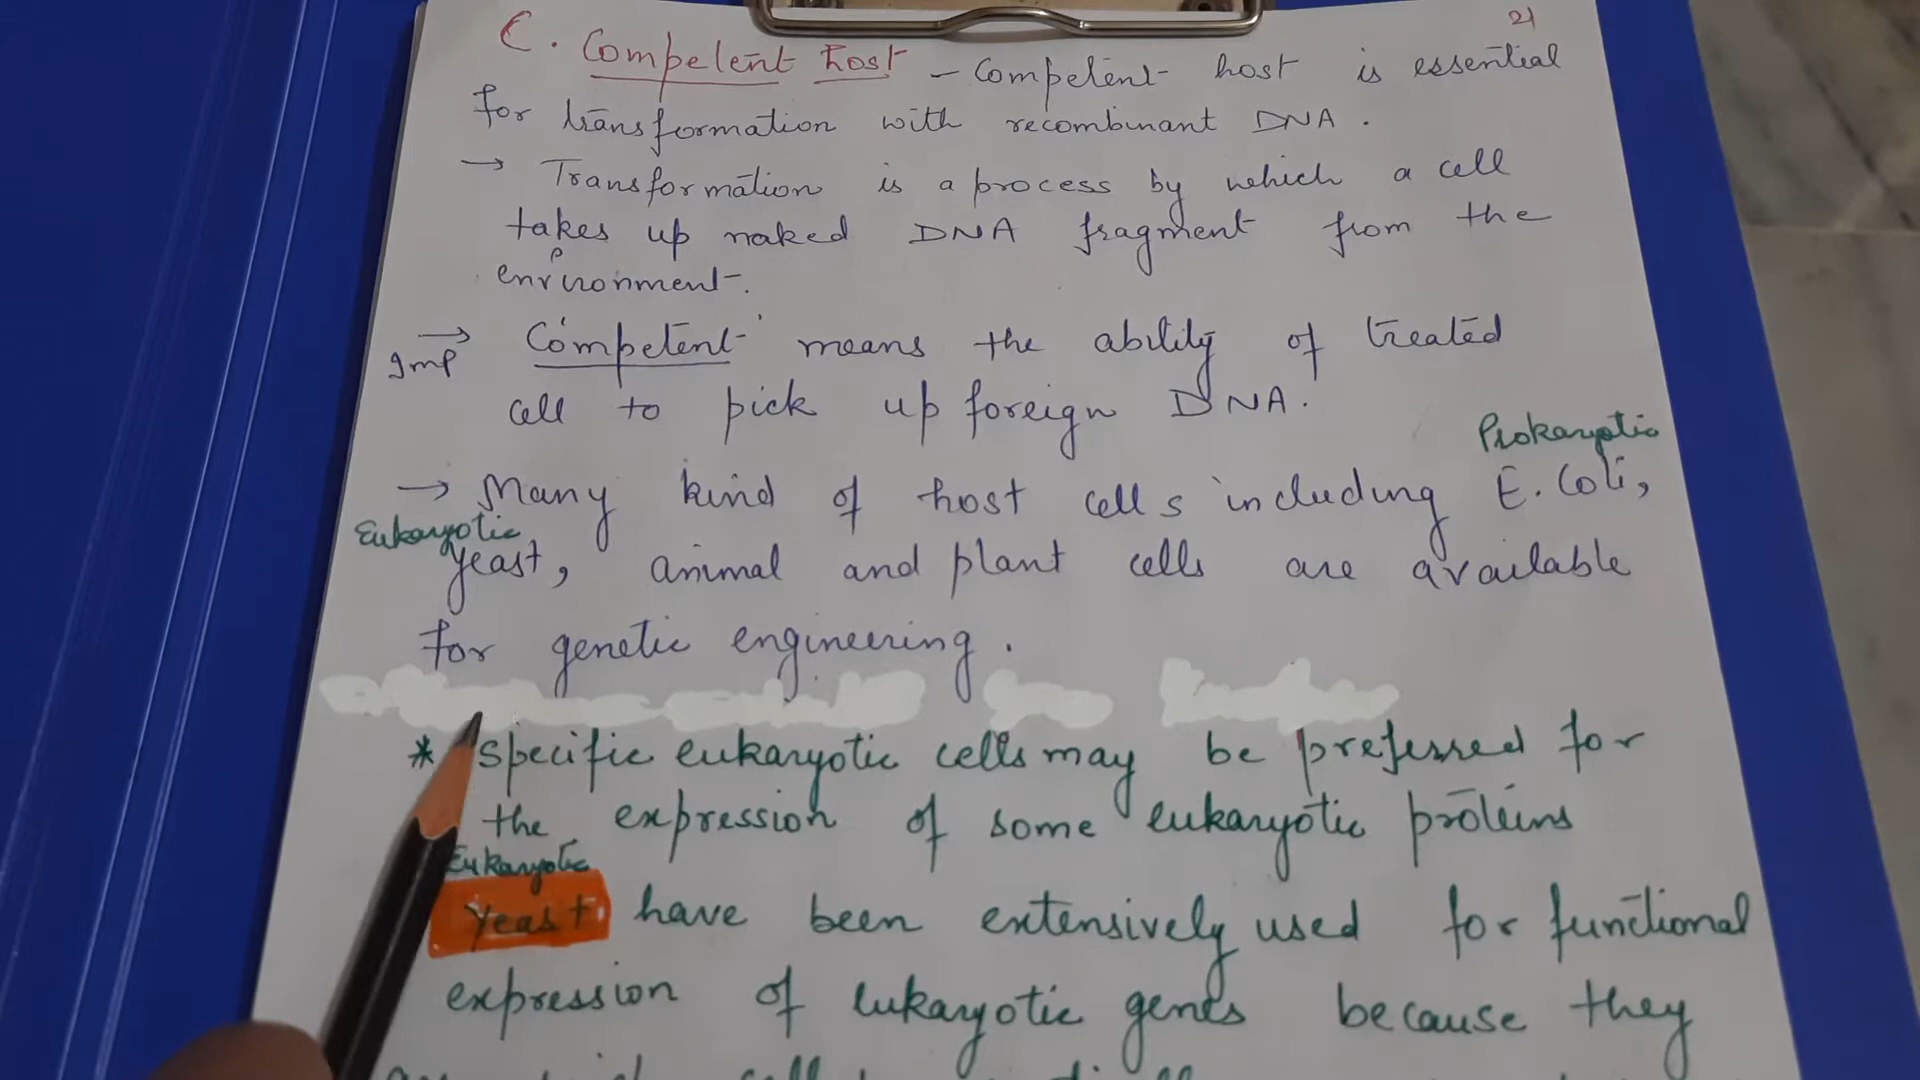 21
C. Competent host - Competent host is essential
for transformation with recombinant DNA.
→ Transformation is a process by which a cell
takes up naked DNA fragment from the
environment.
Imp → 'Competent' means the ability of treated
cell to pick up foreign DNA.
Prokaryotic
→ Many kind of host cells including E. Coli,
Eukaryotic
yeast, animal and plant cells are available
for genetic engineering.
* Specific eukaryotic cells may be preferred for
the expression of some eukaryotic proteins
Eukaryotic
Yeast have been extensively used for functional
expression of eukaryotic genes because they